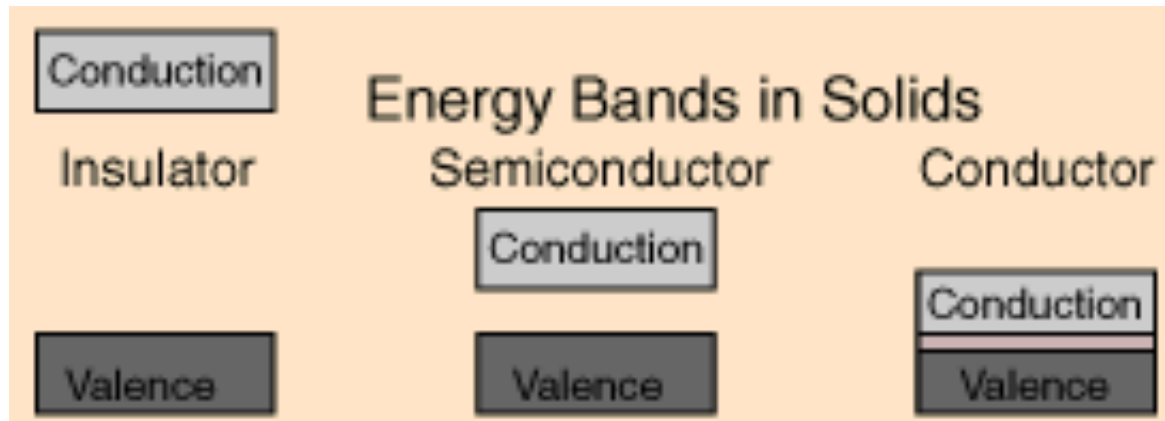 Conduction
Energy Bands in Solids
Insulator Semiconductor Conductor
Conduction
Conduction
Valence Valence Valence